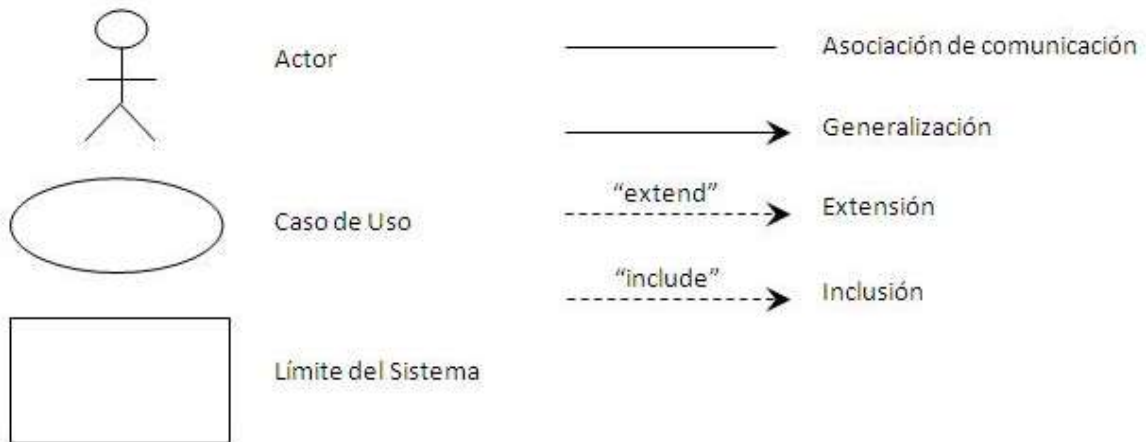 Actor
Asociación de comunicación
Generalización
Caso de Uso
“extend”
Extensión
“include”
Inclusión
Límite del Sistema